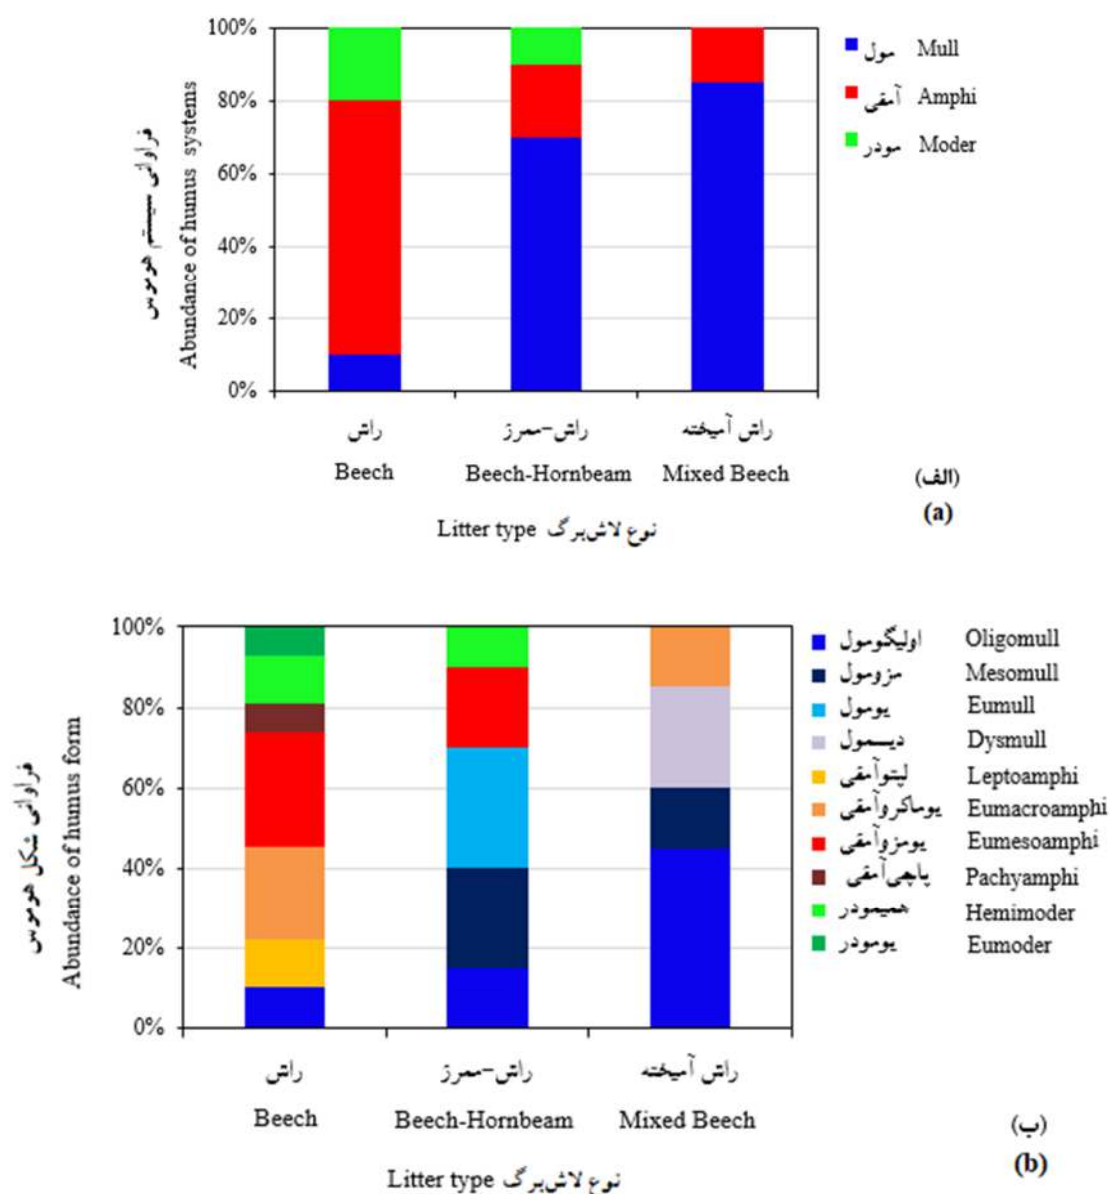 100%
80%
60%
40%
20%
0%
فراوانی سیستم هوموس
Abundance of humus systems
مول Mull
آمفی Amphi
مودر Moder
راش
Beech
راش-ممرز
Beech-Hornbeam
راش آمیخته
Mixed Beech
نوع لاش‌برگ Litter type
(الف)
(a)
100%
80%
60%
40%
20%
0%
فراوانی شکل هوموس
Abundance of humus form
اولیگومول Oligomull
مزومول Mesomull
یومول Eumull
دیسمول Dysmull
لپتوآمفی Leptoamphi
یوماکروآمفی Eumacroamphi
یومزوآمفی Eumesoamphi
پاچی‌آمفی Pachyamphi
همیمودر Hemimoder
یومودر Eumoder
راش
Beech
راش-ممرز
Beech-Hornbeam
راش آمیخته
Mixed Beech
نوع لاش‌برگ Litter type
(ب)
(b)